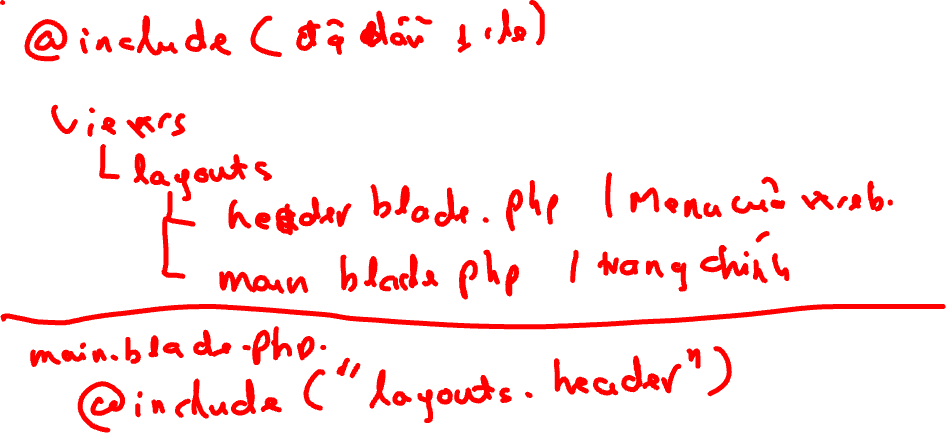 @include ( dẫn file)
Views
layouts
header blade.php / Menu của web.
main blade php / trang chính
main.blade.php.
@include ("layouts.header")